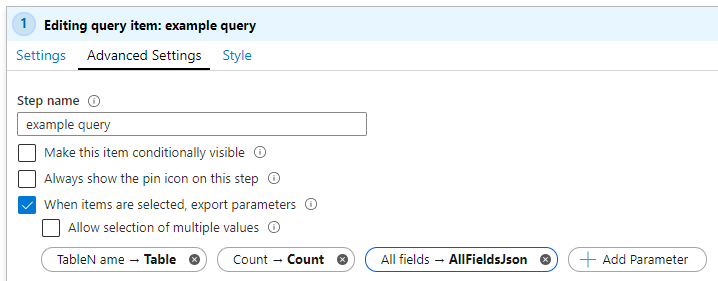 1 Editing query item: example query
Settings Advanced Settings Style
Step name
example query
Make this item conditionally visible
Always show the pin icon on this step
When items are selected, export parameters
Allow selection of multiple values
TableN ame → Table Count → Count All fields → AllFieldsJson Add Parameter